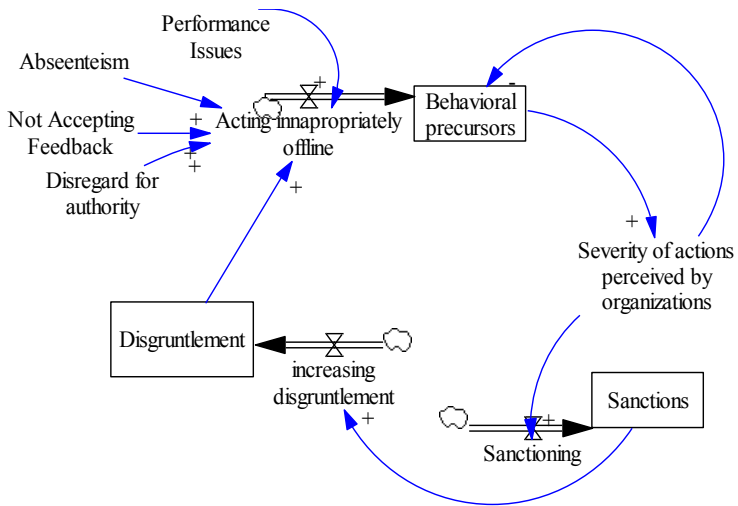 Performance
Issues
Abseenteism
+
-
Not Accepting
Feedback
+
Acting innapropriately
offline
Behavioral
precursors
+
+
Disregard for
authority
+
+
Severity of actions
perceived by
organizations
Disgruntlement
increasing
disgruntlement
+
Sanctions
+
Sanctioning